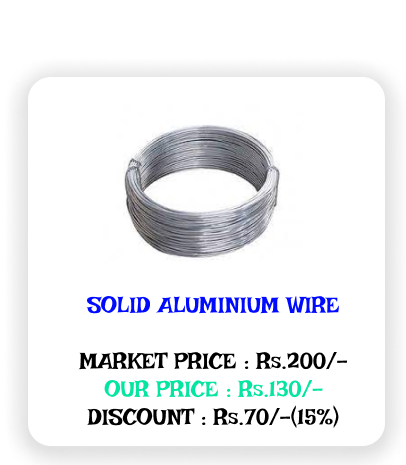 SOLID ALUMINIUM WIRE
MARKET PRICE : Rs.200/-
OUR PRICE : Rs.130/-
DISCOUNT : Rs.70/-(15%)